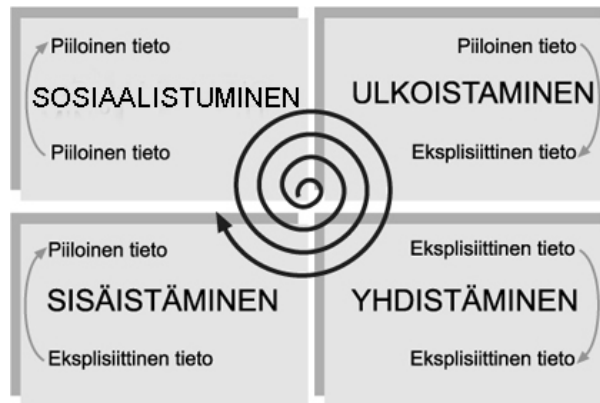 Piiloinen tieto
SOSIAALISTUMINEN
Piiloinen tieto
Piiloinen tieto
ULKOISTAMINEN
Eksplisiittinen tieto
Piiloinen tieto
SISÄISTÄMINEN
Eksplisiittinen tieto
Eksplisiittinen tieto
YHDISTÄMINEN
Eksplisiittinen tieto